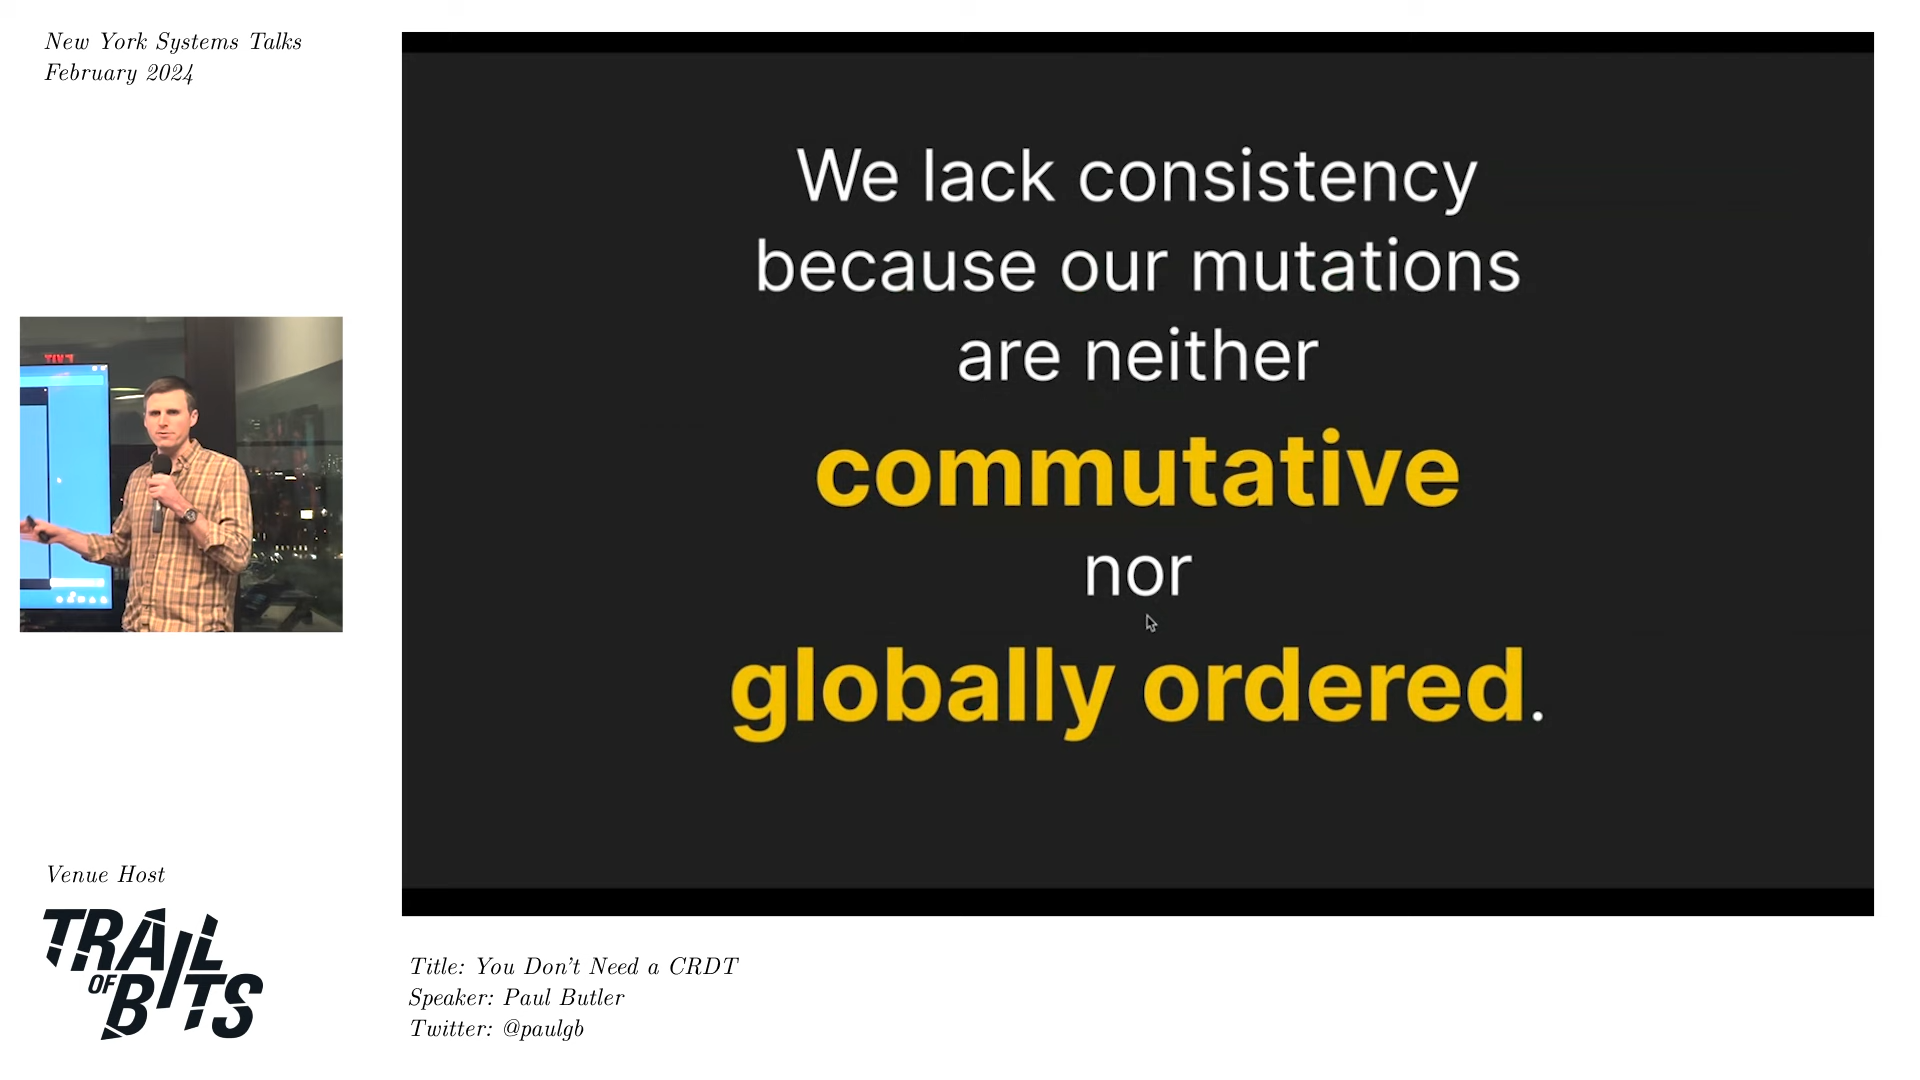 New York Systems Talks
February 2024
We lack consistency
because our mutations
are neither
commutative
nor
globally ordered.
Venue Host
TRAIL
OF
BITS
Title: You Don't Need a CRDT
Speaker: Paul Butler
Twitter: @paulgb